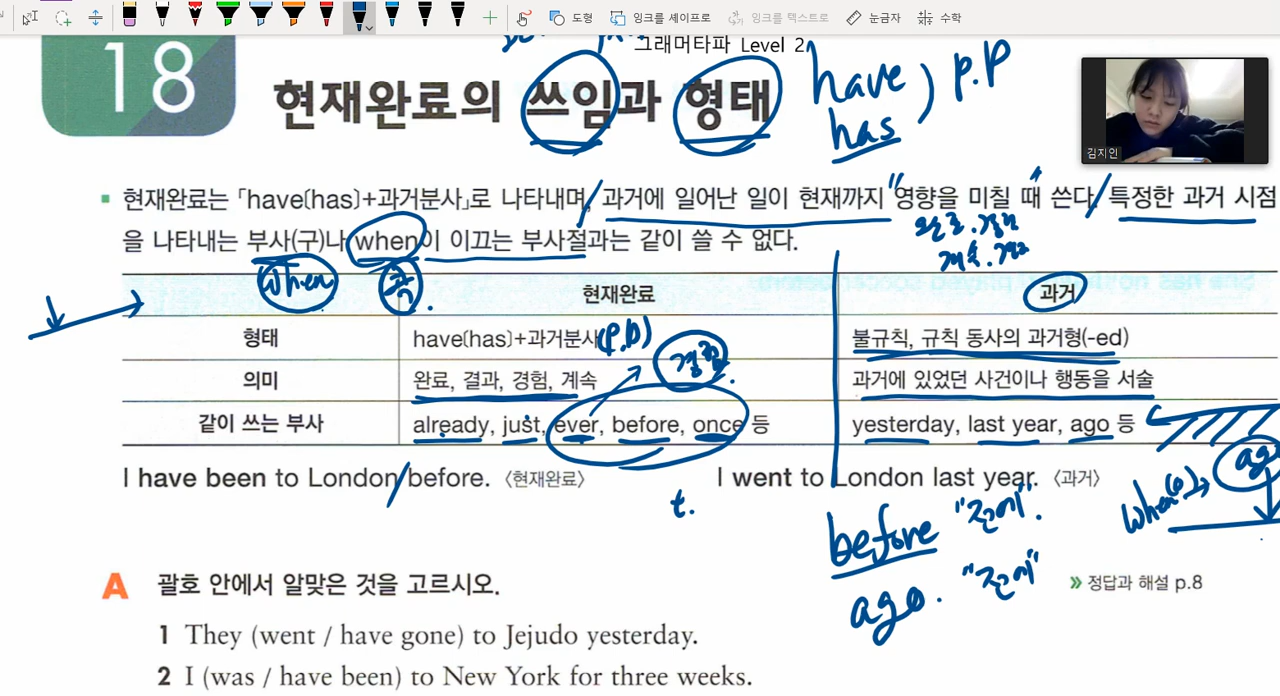 도형 잉크를 셰이프로 잉크를 텍스트로 눈금자 수학
그래머타파 Level 2
18 현재완료의 쓰임과 형태
have
has
p.p
김지인
현재완료는 「have(has)+과거분사」로 나타내며, 과거에 일어난 일이 현재까지 영향을 미칠 때 쓴다. 특정한 과거 시점
을 나타내는 부사(구)나 when이 이끄는 부사절과는 같이 쓸 수 없다.
when
현재완료 과거
형태 have(has)+과거분사 (p.p) 불규칙, 규칙 동사의 과거형(-ed)
경험
의미 완료, 결과, 경험, 계속 과거에 있었던 사건이나 행동을 서술
같이 쓰는 부사 already, just, ever, before, once 등 yesterday, last year, ago 등
ago
I have been to London / before. 〈현재완료〉 I went to London last year. 〈과거〉
t.
before "전에".
ago. "전에"
A 괄호 안에서 알맞은 것을 고르시오.
» 정답과 해설 p.8
1 They (went / have gone) to Jejudo yesterday.
2 I (was / have been) to New York for three weeks.